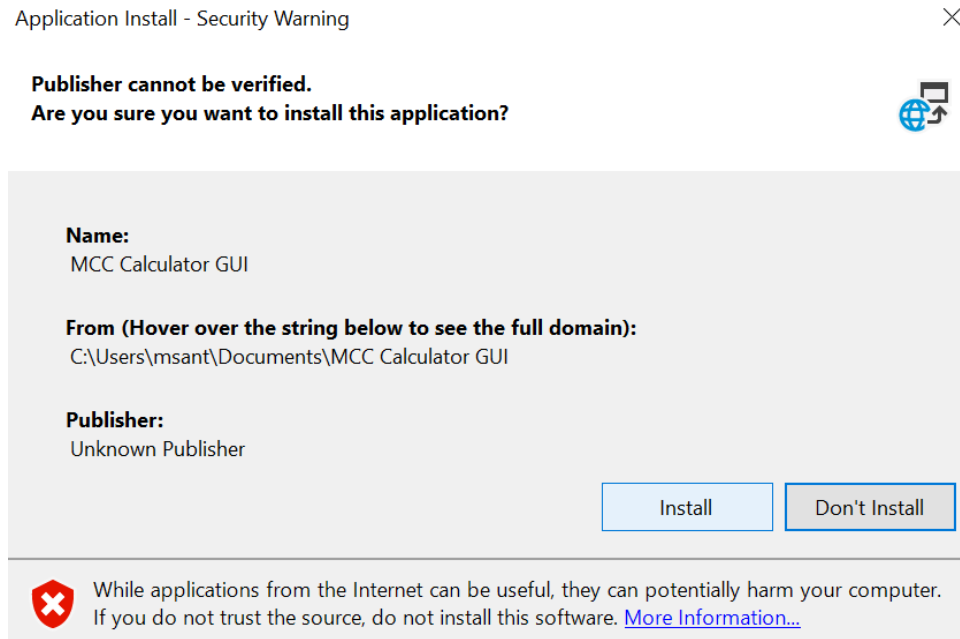 Application Install - Security Warning
Publisher cannot be verified.
Are you sure you want to install this application?
Name:
MCC Calculator GUI
From (Hover over the string below to see the full domain):
C:\Users\msant\Documents\MCC Calculator GUI
Publisher:
Unknown Publisher
Install
Don't Install
While applications from the Internet can be useful, they can potentially harm your computer.
If you do not trust the source, do not install this software. More Information...